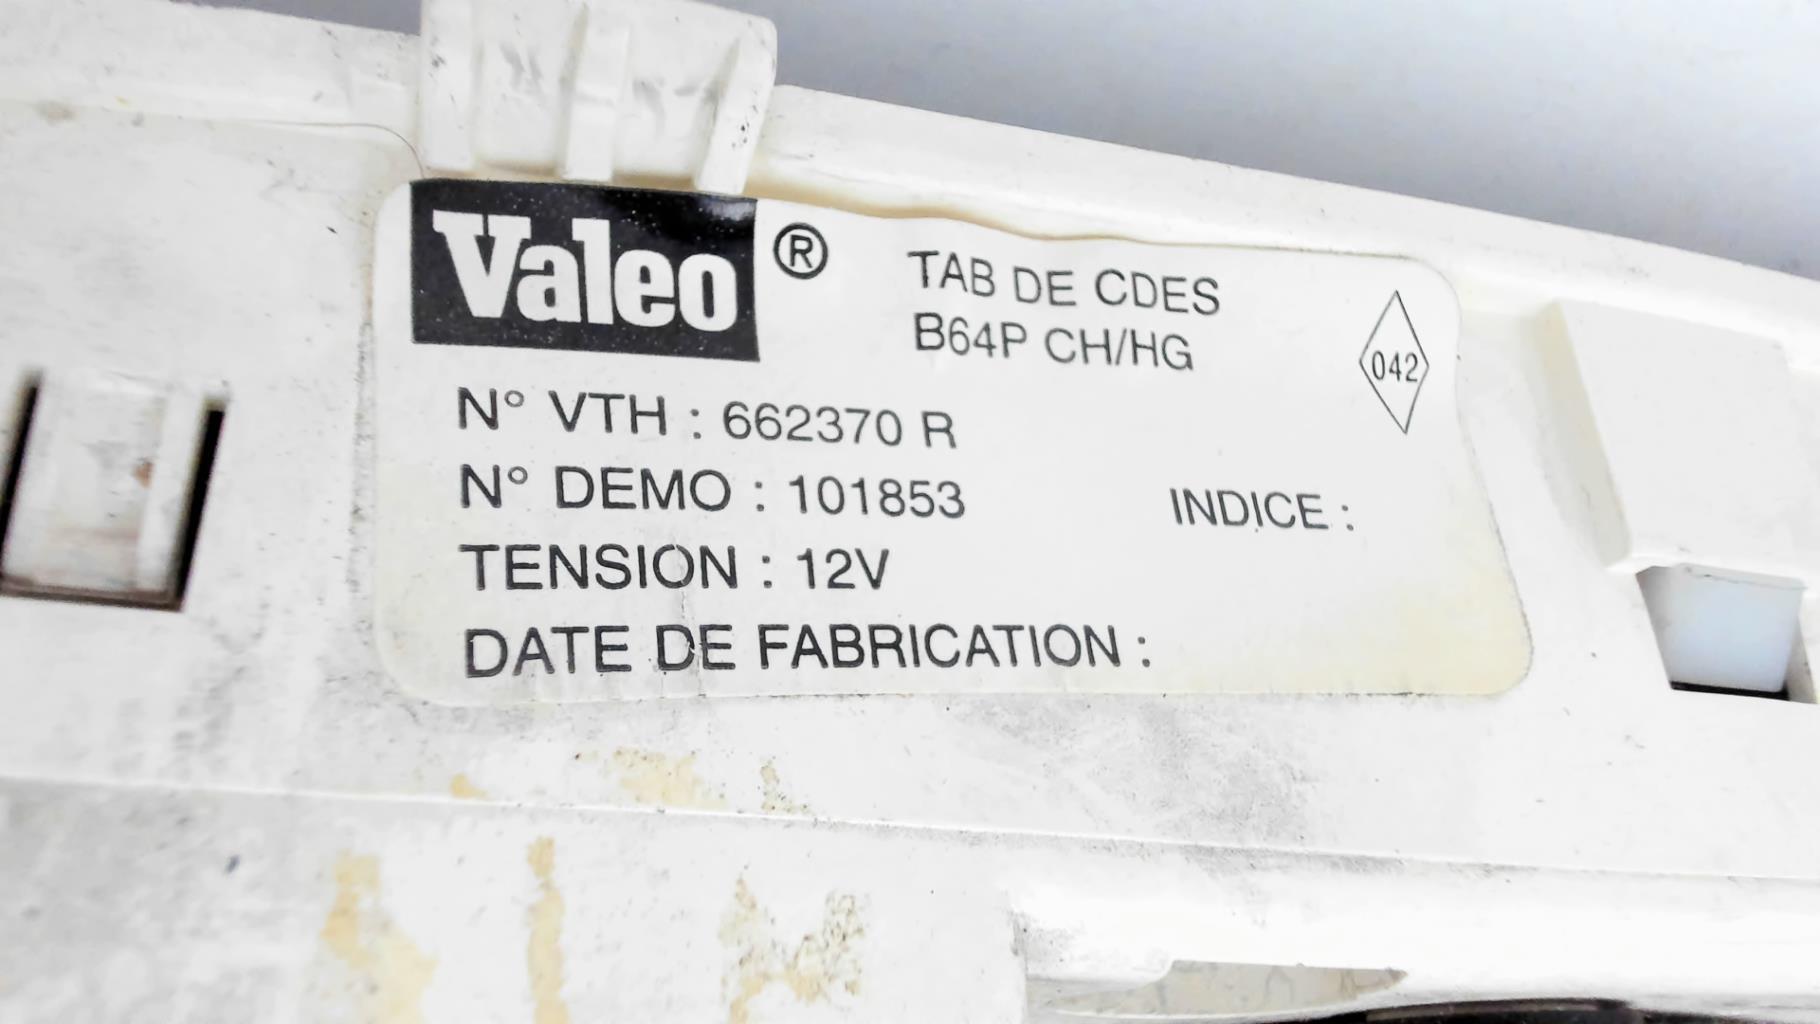 Valeo ®
TAB DE CDES
B64P CH/HG
042
N° VTH : 662370 R
N° DEMO : 101853
INDICE :
TENSION : 12V
DATE DE FABRICATION :